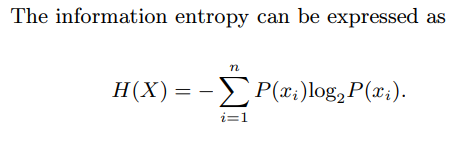 The information entropy can be expressed as
H(X) = − ∑_{i=1}^{n} P(x_i)log_2 P(x_i).